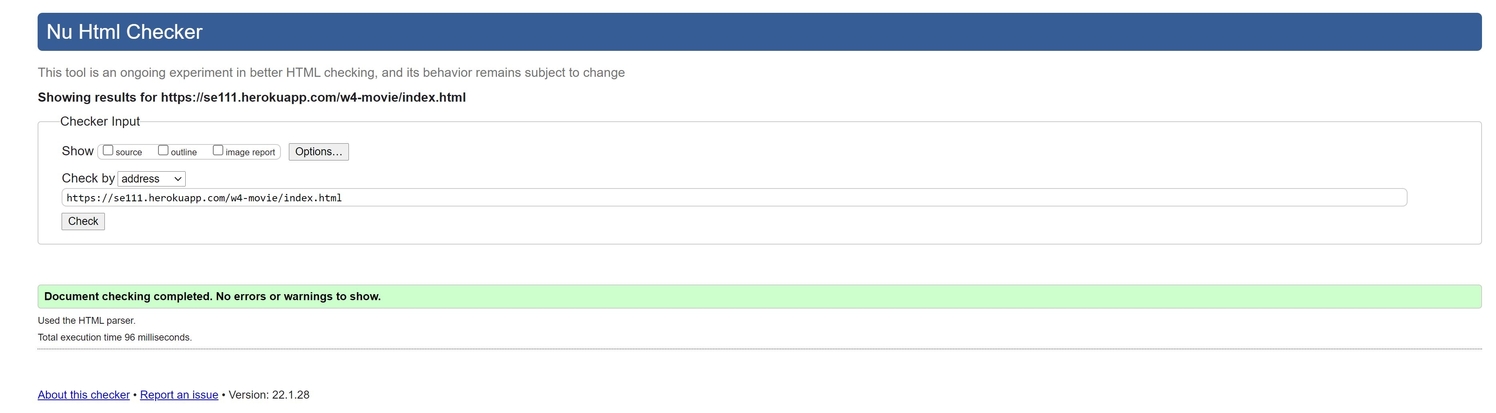 Nu Html Checker
This tool is an ongoing experiment in better HTML checking, and its behavior remains subject to change
Showing results for https://se111.herokuapp.com/w4-movie/index.html
Checker Input
Show source outline image report Options…
Check by address
https://se111.herokuapp.com/w4-movie/index.html
Check
Document checking completed. No errors or warnings to show.
Used the HTML parser.
Total execution time 96 milliseconds.
About this checker • Report an issue • Version: 22.1.28